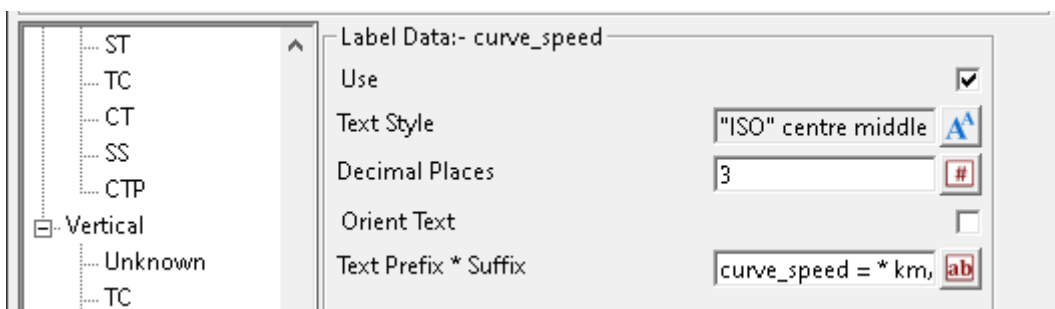 ST
TC
CT
SS
CTP
Vertical
Unknown
TC
Label Data:- curve_speed
Use
Text Style
"ISO" centre middle
Decimal Places
3
#
Orient Text
Text Prefix * Suffix
curve_speed = * km,
ab